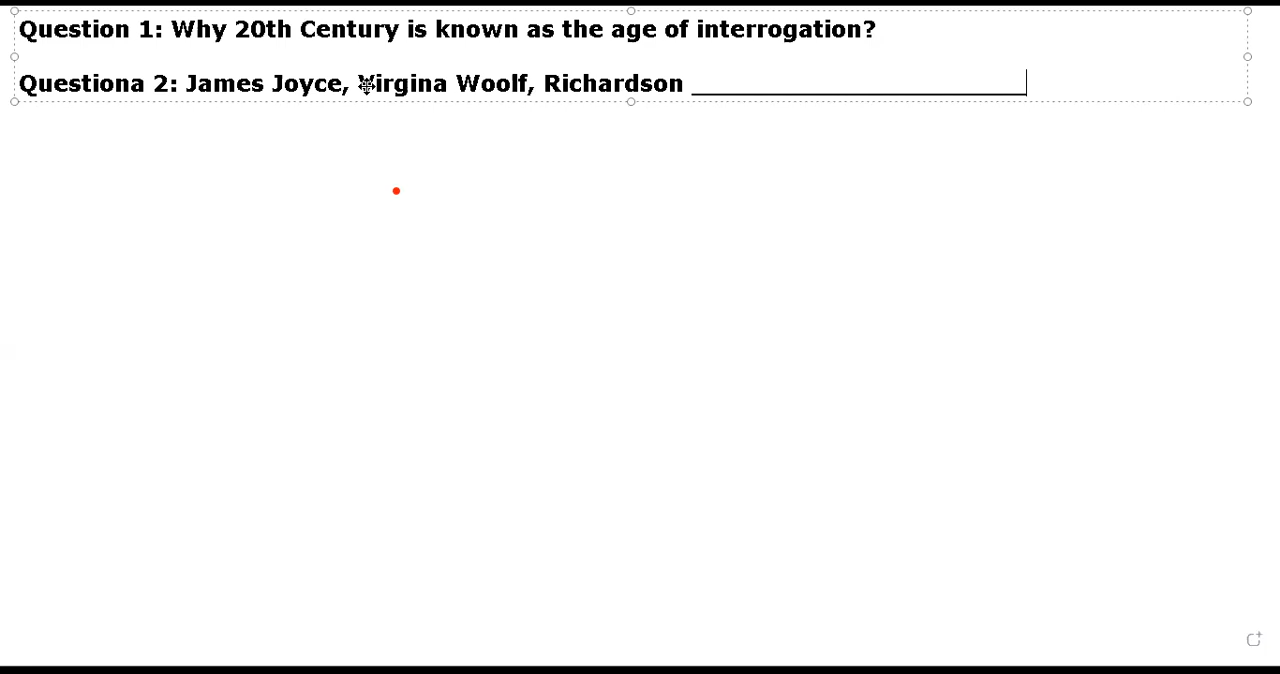 Question 1: Why 20th Century is known as the age of interrogation?
Questiona 2: James Joyce, Virgina Woolf, Richardson ____________________________